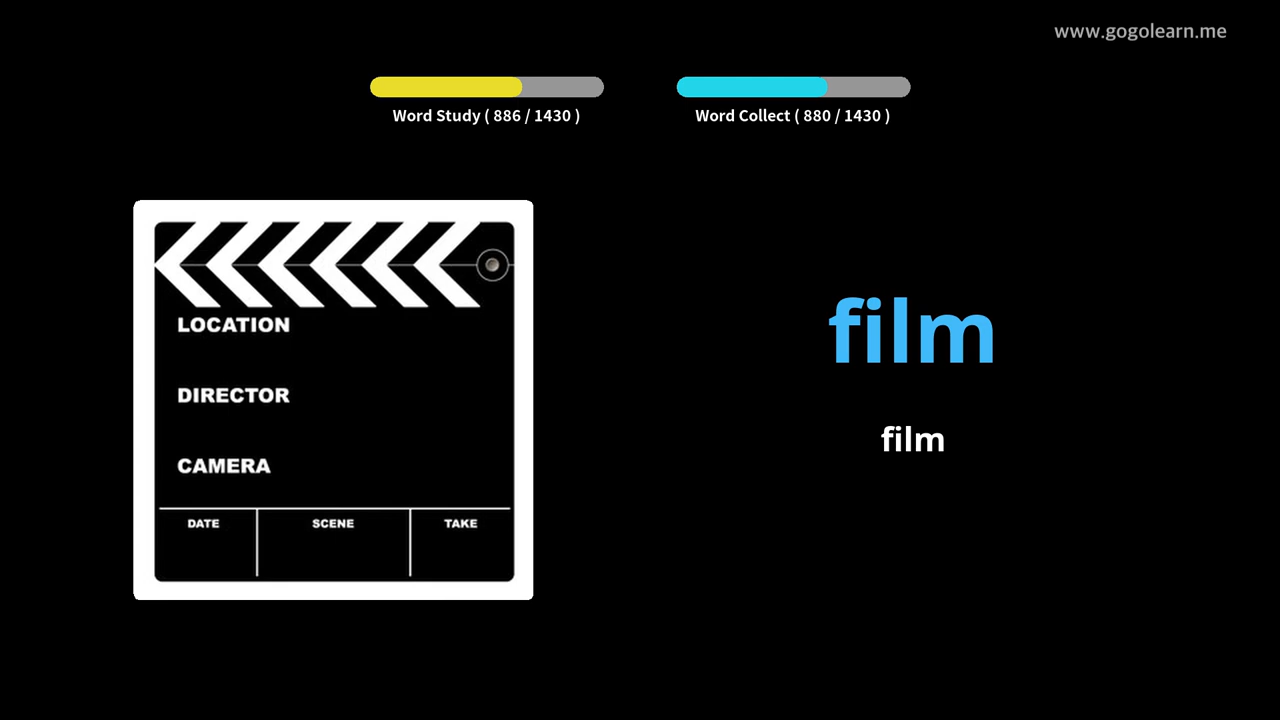 www.gogolearn.me
Word Study ( 886 / 1430 )
Word Collect ( 880 / 1430 )
LOCATION
DIRECTOR
CAMERA
DATE
SCENE
TAKE
film
film